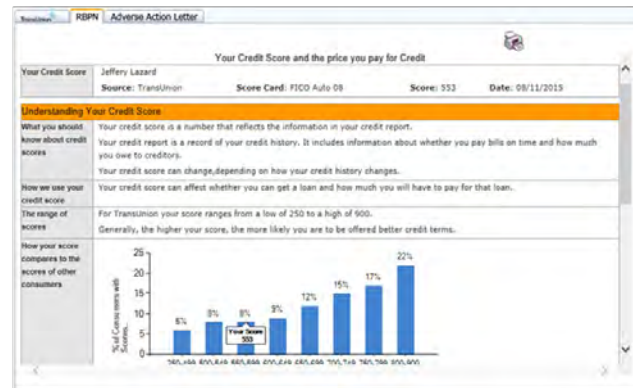 TransUnion RBPN Adverse Action Letter
Your Credit Score and the price you pay for Credit
Your Credit Score
Jeffery Lazard
Source: TransUnion Score Card: FICO Auto 08 Score: 553 Date: 08/11/2015
Understanding Your Credit Score
What you should know about credit scores
Your credit score is a number that reflects the information in your credit report.
Your credit report is a record of your credit history. It includes information about whether you pay bills on time and how much
you owe to creditors.
Your credit score can change,depending on how your credit history changes.
How we use your credit score
Your credit score can affect whether you can get a loan and how much you will have to pay for that loan.
The range of scores
For TransUnion your score ranges from a low of 250 to a high of 900.
Generally, the higher your score, the more likely you are to be offered better credit terms.
How your score compares to the scores of other consumers
% of Consumers with Scores...
25
20
15
10
5
0
6% 8% 8% 9% 12% 15% 17% 22%
Your Score
553